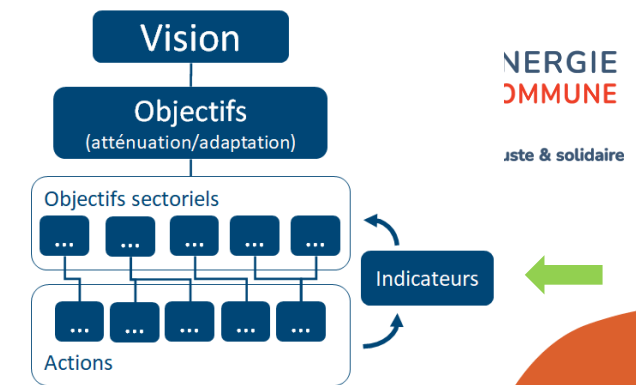 Vision
Objectifs
(atténuation/adaptation)
Objectifs sectoriels
... ... ... ... ...
Indicateurs
... ... ... ... ...
Actions
NERGIE
OMMUNE
uste & solidaire